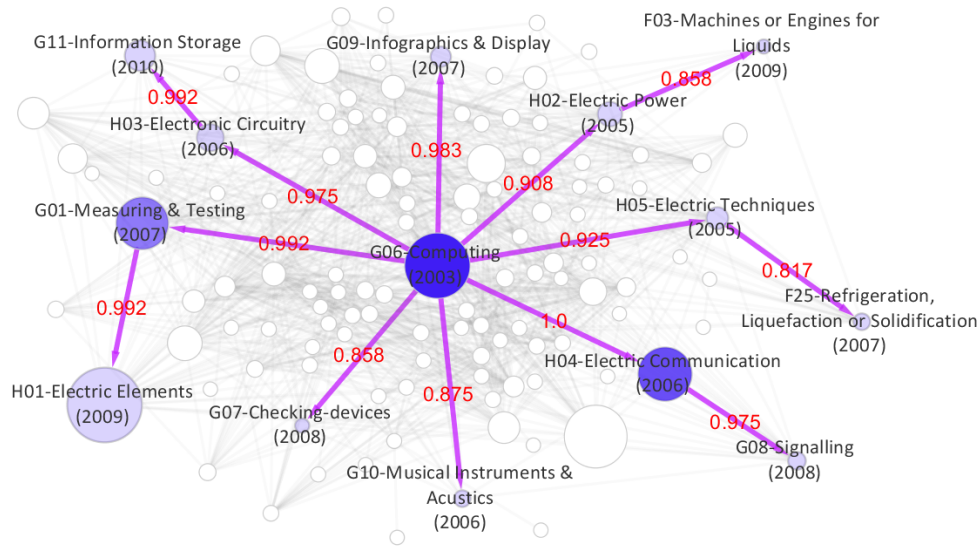 F03-Machines or Engines for
Liquids
(2009)
G11-Information Storage
(2010)
G09-Infographics & Display
(2007)
0.858
0.992
H02-Electric Power
(2005)
H03-Electronic Circuitry
(2006)
0.983
0.908
0.975
G01-Measuring & Testing
(2007)
H05-Electric Techniques
(2005)
0.992
G06-Computing
(2003)
0.925
0.817
0.992
F25-Refrigeration,
Liquefaction or Solidification
(2007)
1.0
0.858
H04-Electric Communication
(2006)
H01-Electric Elements
(2009)
0.875
G07-Checking-devices
(2008)
0.975
G08-Signalling
(2008)
G10-Musical Instruments &
Acustics
(2006)